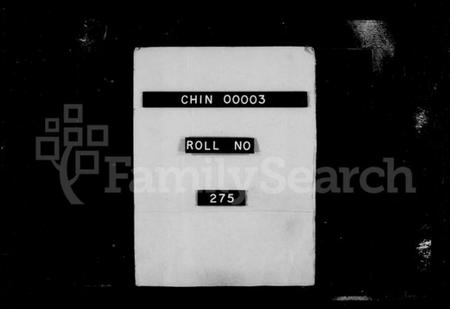 CHIN 00003
ROLL NO
275
FamilySearch